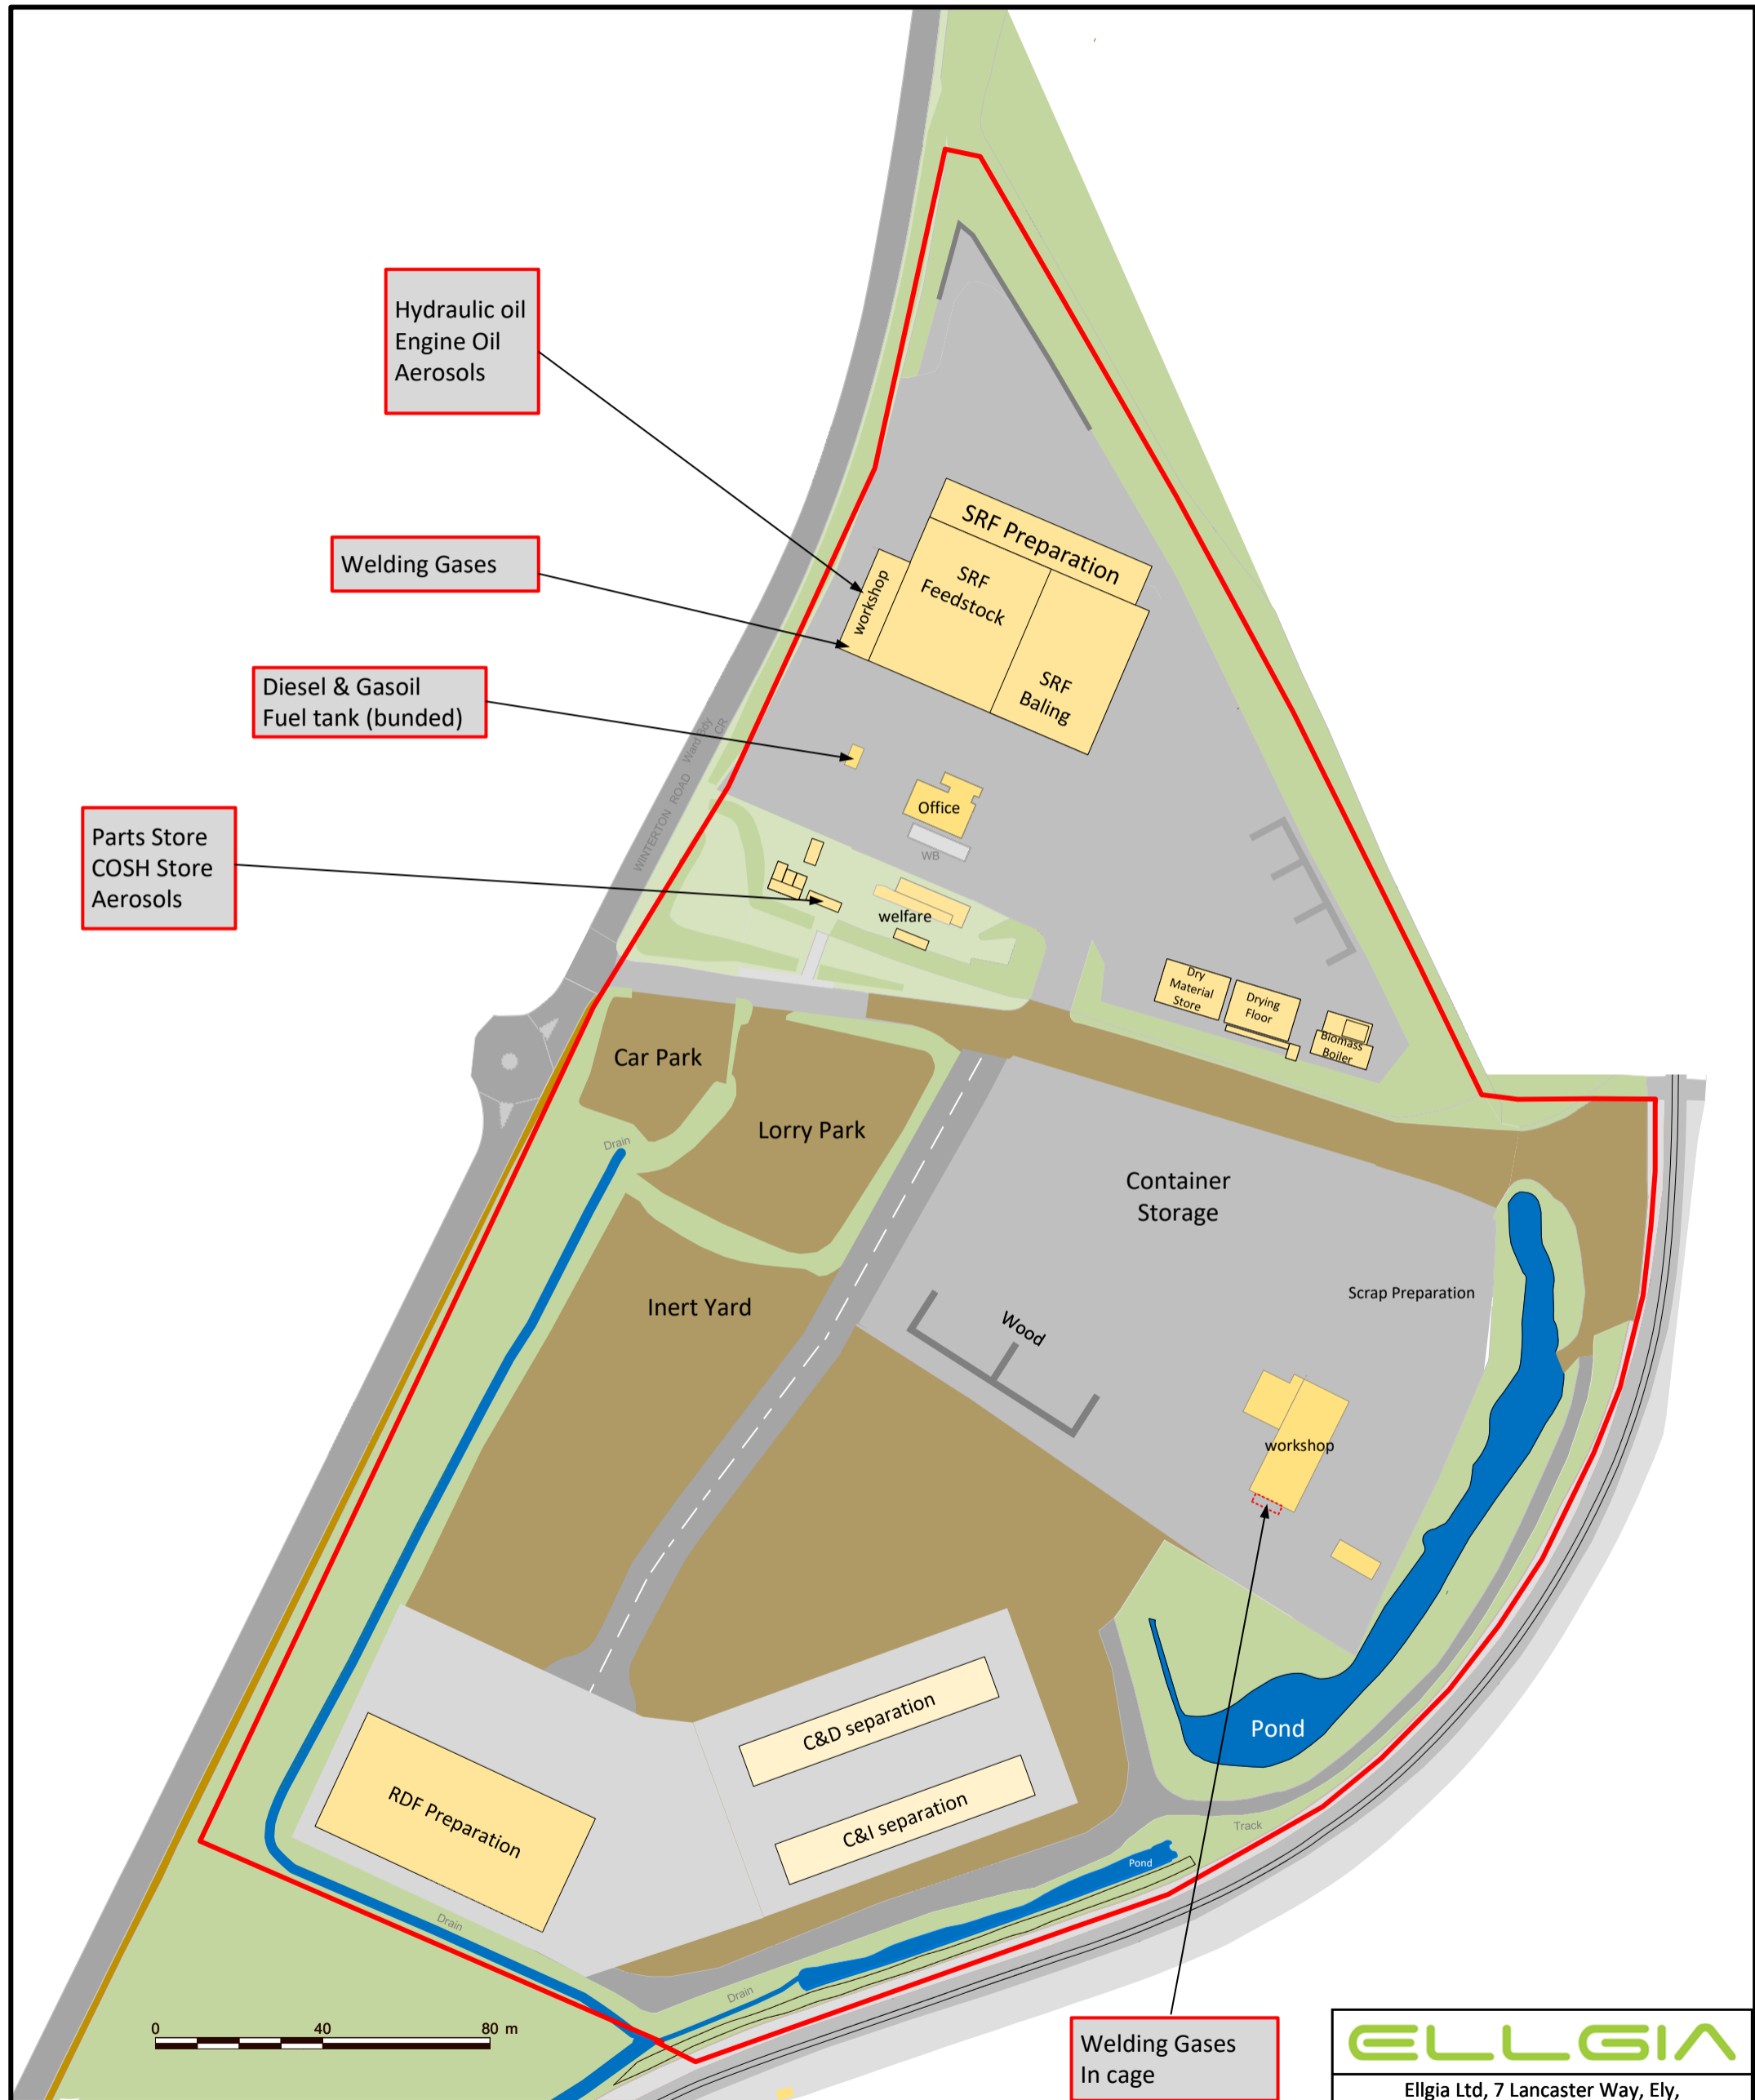 Hydraulic oil
Engine Oil
Aerosols
SRF Preparation
SRF
Feedstock
workshop
Welding Gases
SRF
Baling
Diesel & Gasoil
Fuel tank (bunded)
Ward Bdy
CR
WINTERTON ROAD
Office
WB
Parts Store
COSH Store
Aerosols
welfare
Dry
Material
Store
Drying
Floor
Biomass
Boiler
Car Park
Lorry Park
Drain
Container
Storage
Scrap Preparation
Inert Yard
Wood
workshop
Pond
C&D separation
RDF Preparation
C&I separation
Track
Pond
Drain
Drain
0 40 80 m
Welding Gases
In cage
ELLGIA
Ellgia Ltd, 7 Lancaster Way, Ely,